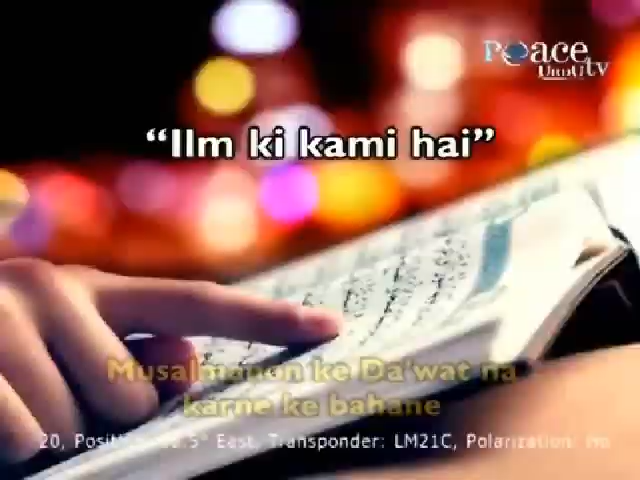 Peace
Urdu tv
“Ilm ki kami hai”
Musalmanon ke Da'wat na
karne ke bahane
20, Position: East, Transponder: LM21C, Polarization: Ho